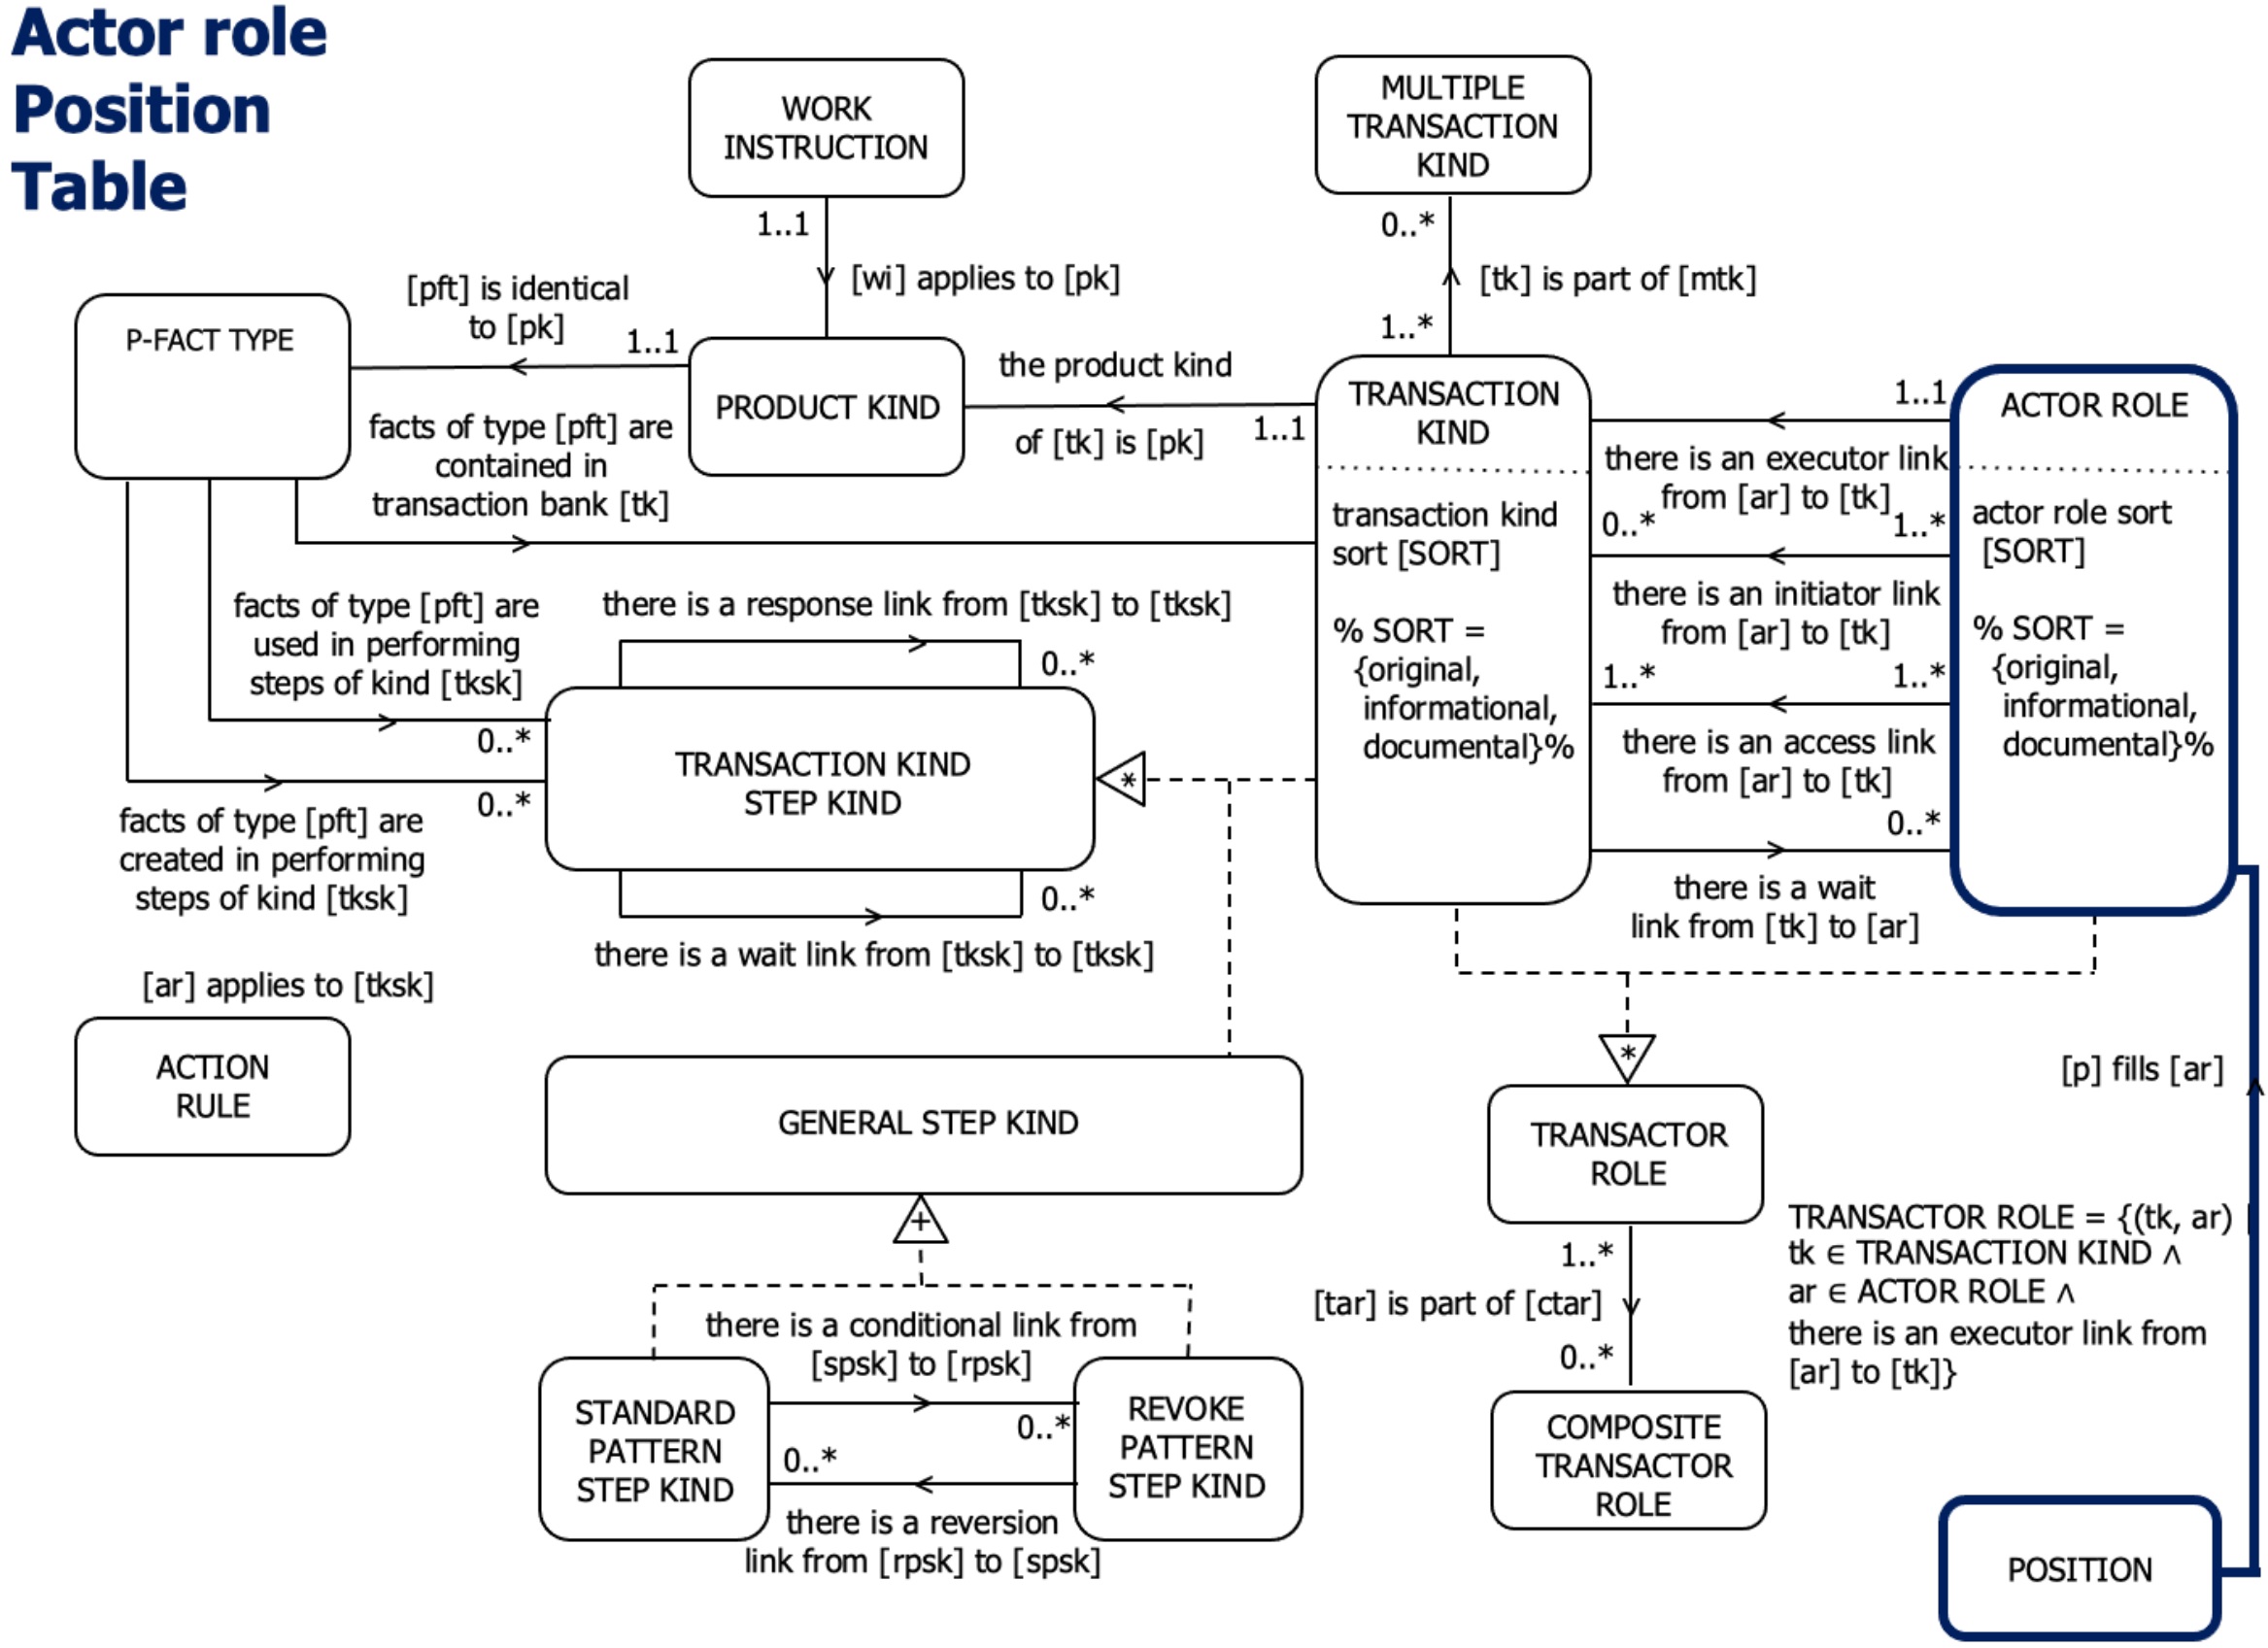 Actor role
Position
Table
WORK
INSTRUCTION
MULTIPLE
TRANSACTION
KIND
1..1
[wi] applies to [pk]
0..*
[tk] is part of [mtk]
1..*
[pft] is identical
to [pk]
1..1
P-FACT TYPE
PRODUCT KIND
the product kind
of [tk] is [pk]
1..1
TRANSACTION
KIND
transaction kind
sort [SORT]
% SORT =
{original,
informational,
documental}%
1..1
there is an executor link
from [ar] to [tk]
0..*
1..*
there is an initiator link
from [ar] to [tk]
1..*
1..*
there is an access link
from [ar] to [tk]
0..*
there is a wait
link from [tk] to [ar]
ACTOR ROLE
actor role sort
[SORT]
% SORT =
{original,
informational,
documental}%
facts of type [pft] are
contained in
transaction bank [tk]
facts of type [pft] are
used in performing
steps of kind [tksk]
0..*
there is a response link from [tksk] to [tksk]
0..*
TRANSACTION KIND
STEP KIND
*
0..*
facts of type [pft] are
created in performing
steps of kind [tksk]
0..*
there is a wait link from [tksk] to [tksk]
[ar] applies to [tksk]
ACTION
RULE
GENERAL STEP KIND
+
there is a conditional link from
[spsk] to [rpsk]
STANDARD
PATTERN
STEP KIND
0..*
0..*
REVOKE
PATTERN
STEP KIND
there is a reversion
link from [rpsk] to [spsk]
*
TRANSACTOR
ROLE
1..*
[tar] is part of [ctar]
0..*
COMPOSITE
TRANSACTOR
ROLE
[p] fills [ar]
TRANSACTOR ROLE = {(tk, ar) |
tk ∈ TRANSACTION KIND ∧
ar ∈ ACTOR ROLE ∧
there is an executor link from
[ar] to [tk]}
POSITION